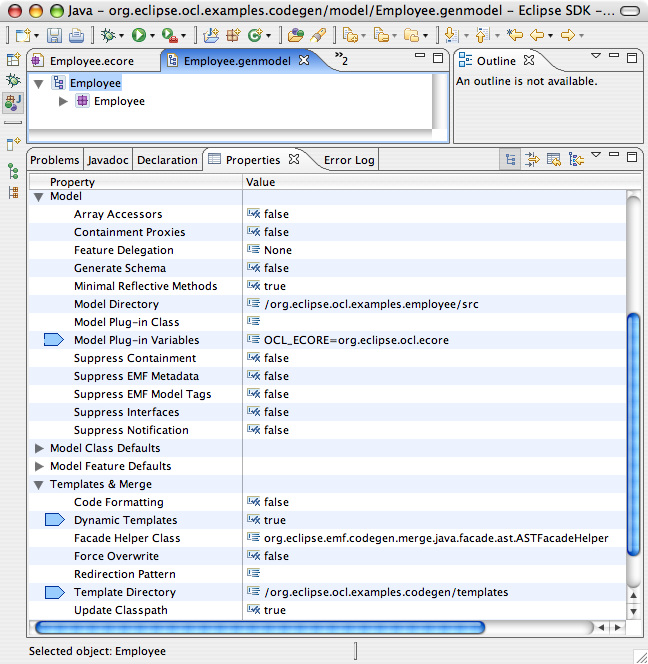 Java – org.eclipse.ocl.examples.codegen/model/Employee.genmodel – Eclipse SDK –...
Employee.ecore
Employee.genmodel
»2
Outline
Employee
Employee
An outline is not available.
Problems Javadoc Declaration Properties Error Log
Property Value
Model
Array Accessors false
Containment Proxies false
Feature Delegation None
Generate Schema false
Minimal Reflective Methods true
Model Directory /org.eclipse.ocl.examples.employee/src
Model Plug-in Class
Model Plug-in Variables OCL_ECORE=org.eclipse.ocl.ecore
Suppress Containment false
Suppress EMF Metadata false
Suppress EMF Model Tags false
Suppress Interfaces false
Suppress Notification false
Model Class Defaults
Model Feature Defaults
Templates & Merge
Code Formatting false
Dynamic Templates true
Facade Helper Class org.eclipse.emf.codegen.merge.java.facade.ast.ASTFacadeHelper
Force Overwrite false
Redirection Pattern
Template Directory /org.eclipse.ocl.examples.codegen/templates
Update Classpath true
Selected object: Employee